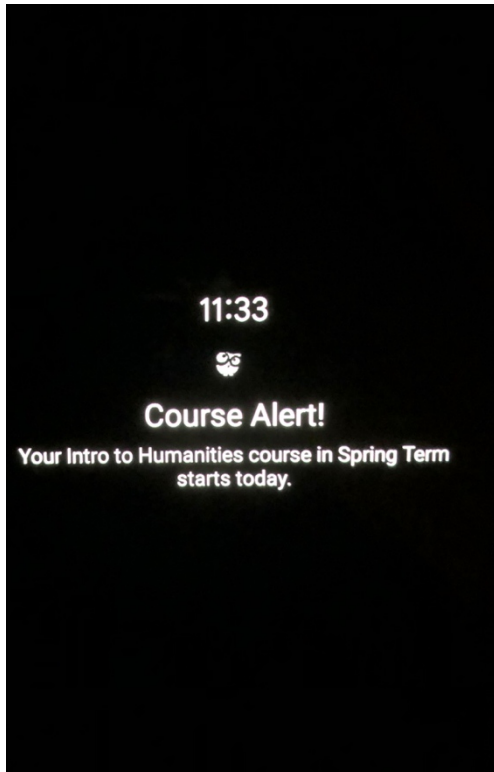 11:33
Course Alert!
Your Intro to Humanities course in Spring Term
starts today.